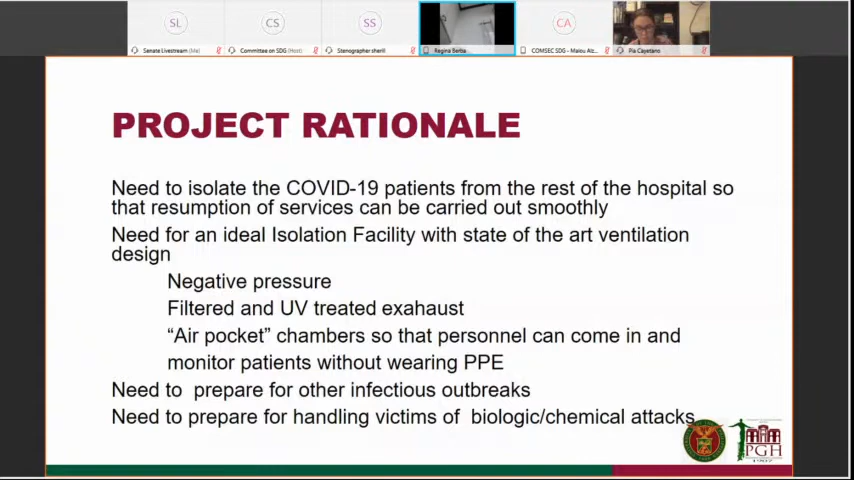 SL
CS
SS
CA
Senate Livestream (Me)
Committee on SDG (Host)
Stenographer sherill
Regina Berba
COMSEC SDG - Malou Alc...
Pia Cayetano
PROJECT RATIONALE
Need to isolate the COVID-19 patients from the rest of the hospital so
that resumption of services can be carried out smoothly
Need for an ideal Isolation Facility with state of the art ventilation
design
Negative pressure
Filtered and UV treated exahaust
“Air pocket” chambers so that personnel can come in and
monitor patients without wearing PPE
Need to  prepare for other infectious outbreaks
Need to prepare for handling victims of  biologic/chemical attacks
PGH
1907